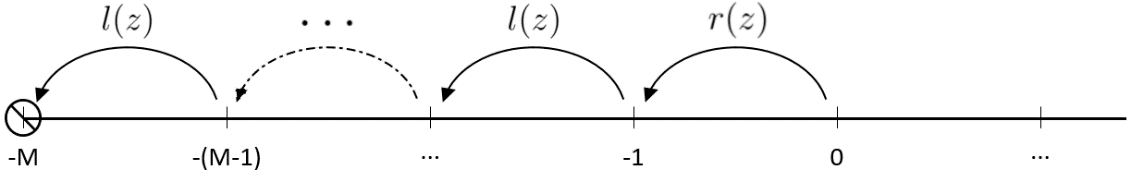 l(z) ... l(z) r(z)
-M -(M-1) ... -1 0 ...